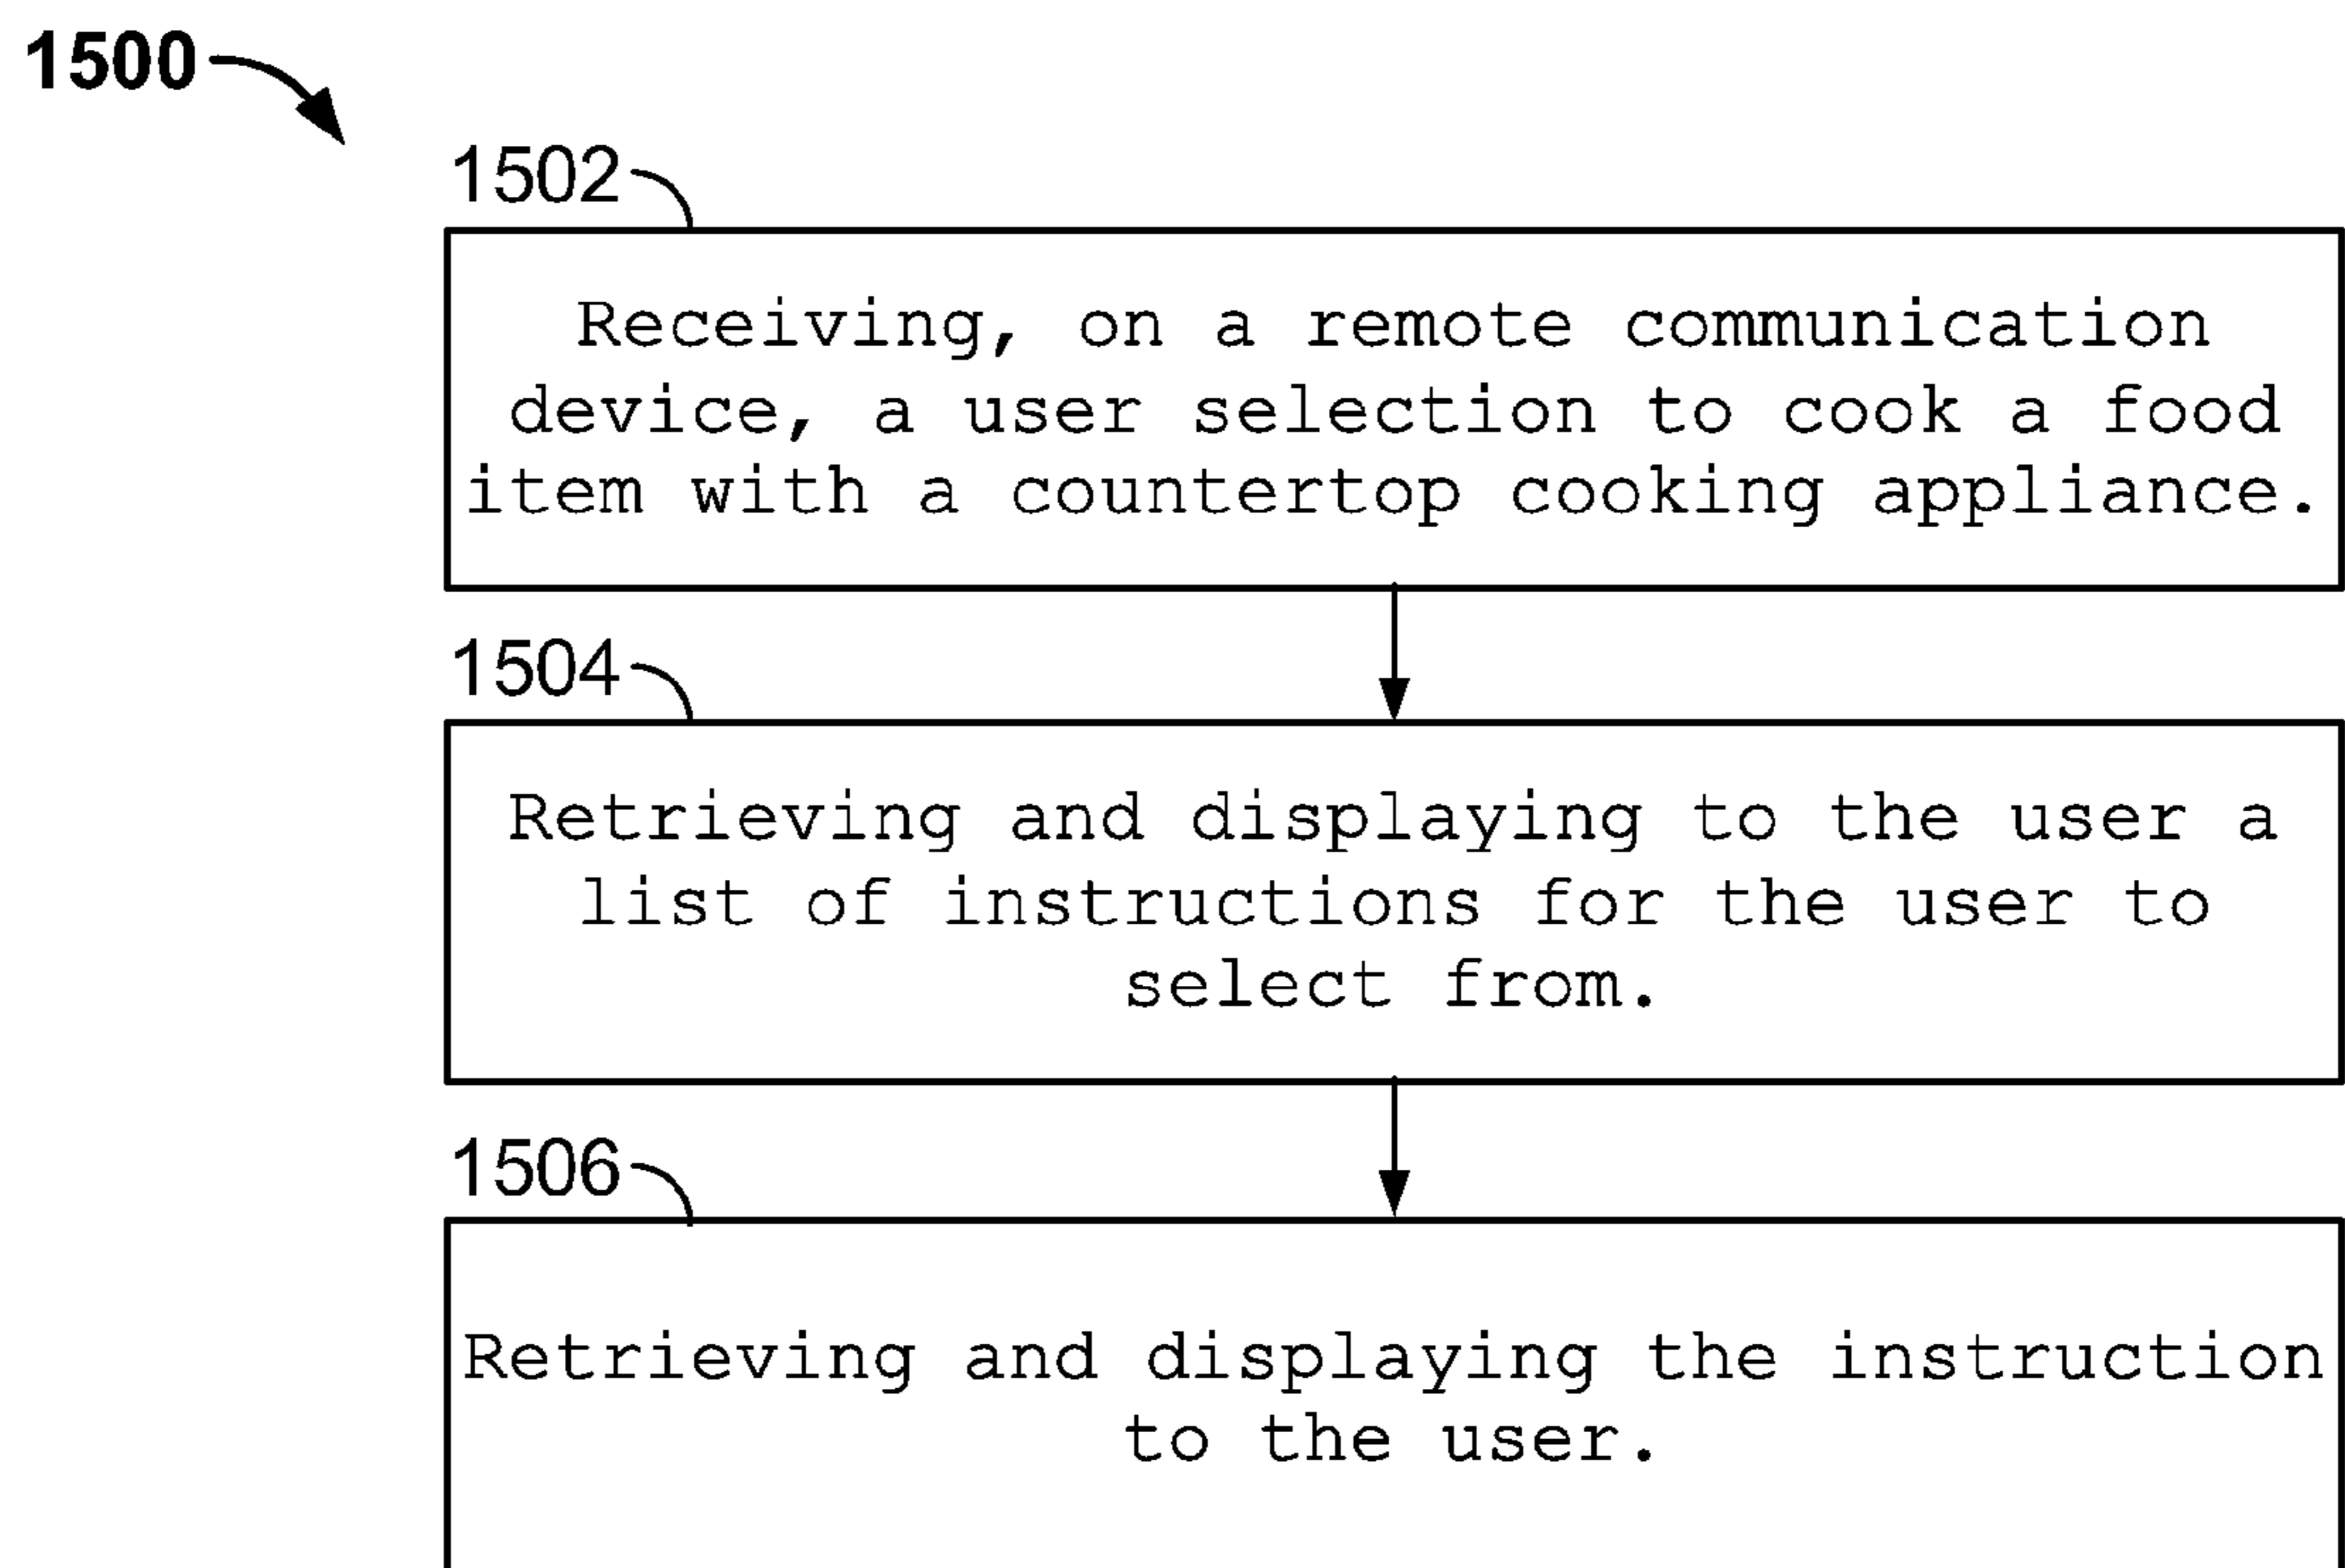 1500
1502
Receiving, on a remote communication
device, a user selection to cook a food
item with a countertop cooking appliance.
1504
Retrieving and displaying to the user a
list of instructions for the user to
select from.
1506
Retrieving and displaying the instruction
to the user.